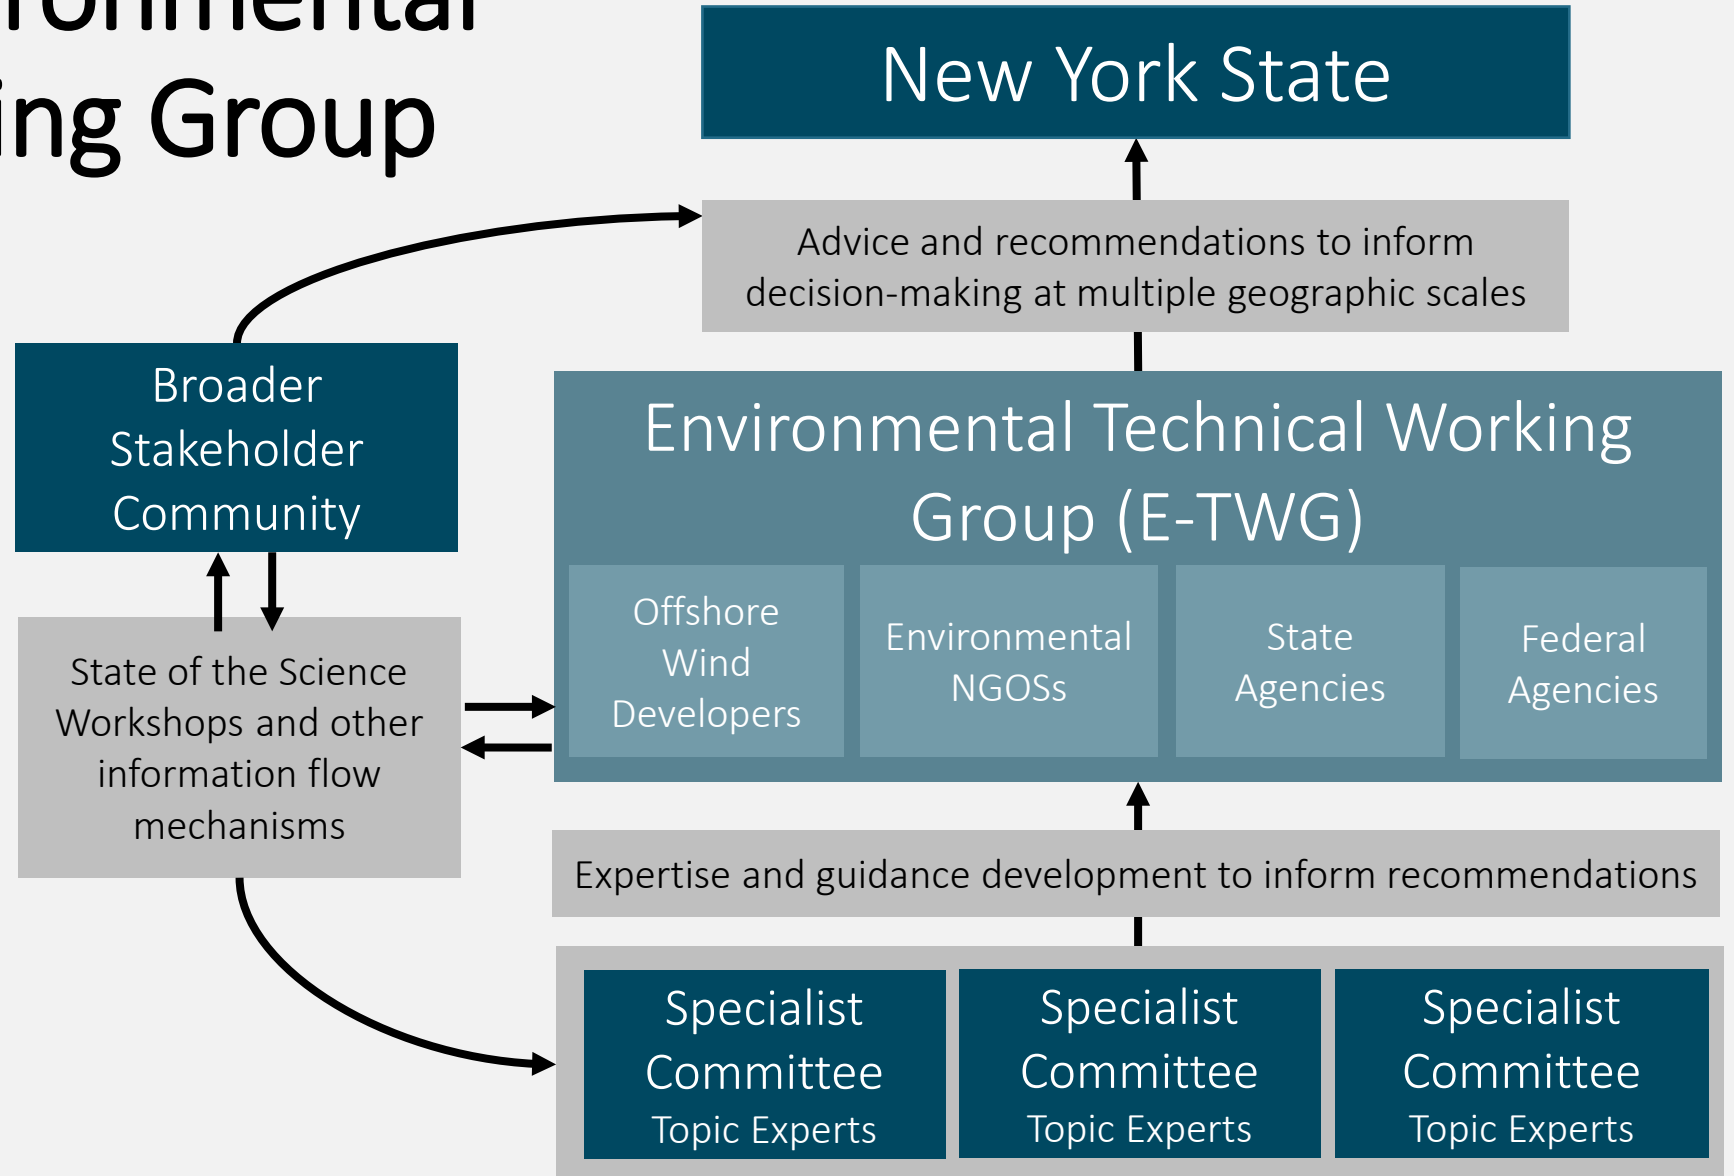 ronmental
ing Group
New York State
Advice and recommendations to inform
decision-making at multiple geographic scales
Broader
Stakeholder
Community
Environmental Technical Working
Group (E-TWG)
Offshore
Wind
Developers
Environmental
NGOSs
State
Agencies
Federal
Agencies
State of the Science
Workshops and other
information flow
mechanisms
Expertise and guidance development to inform recommendations
Specialist
Committee
Topic Experts
Specialist
Committee
Topic Experts
Specialist
Committee
Topic Experts